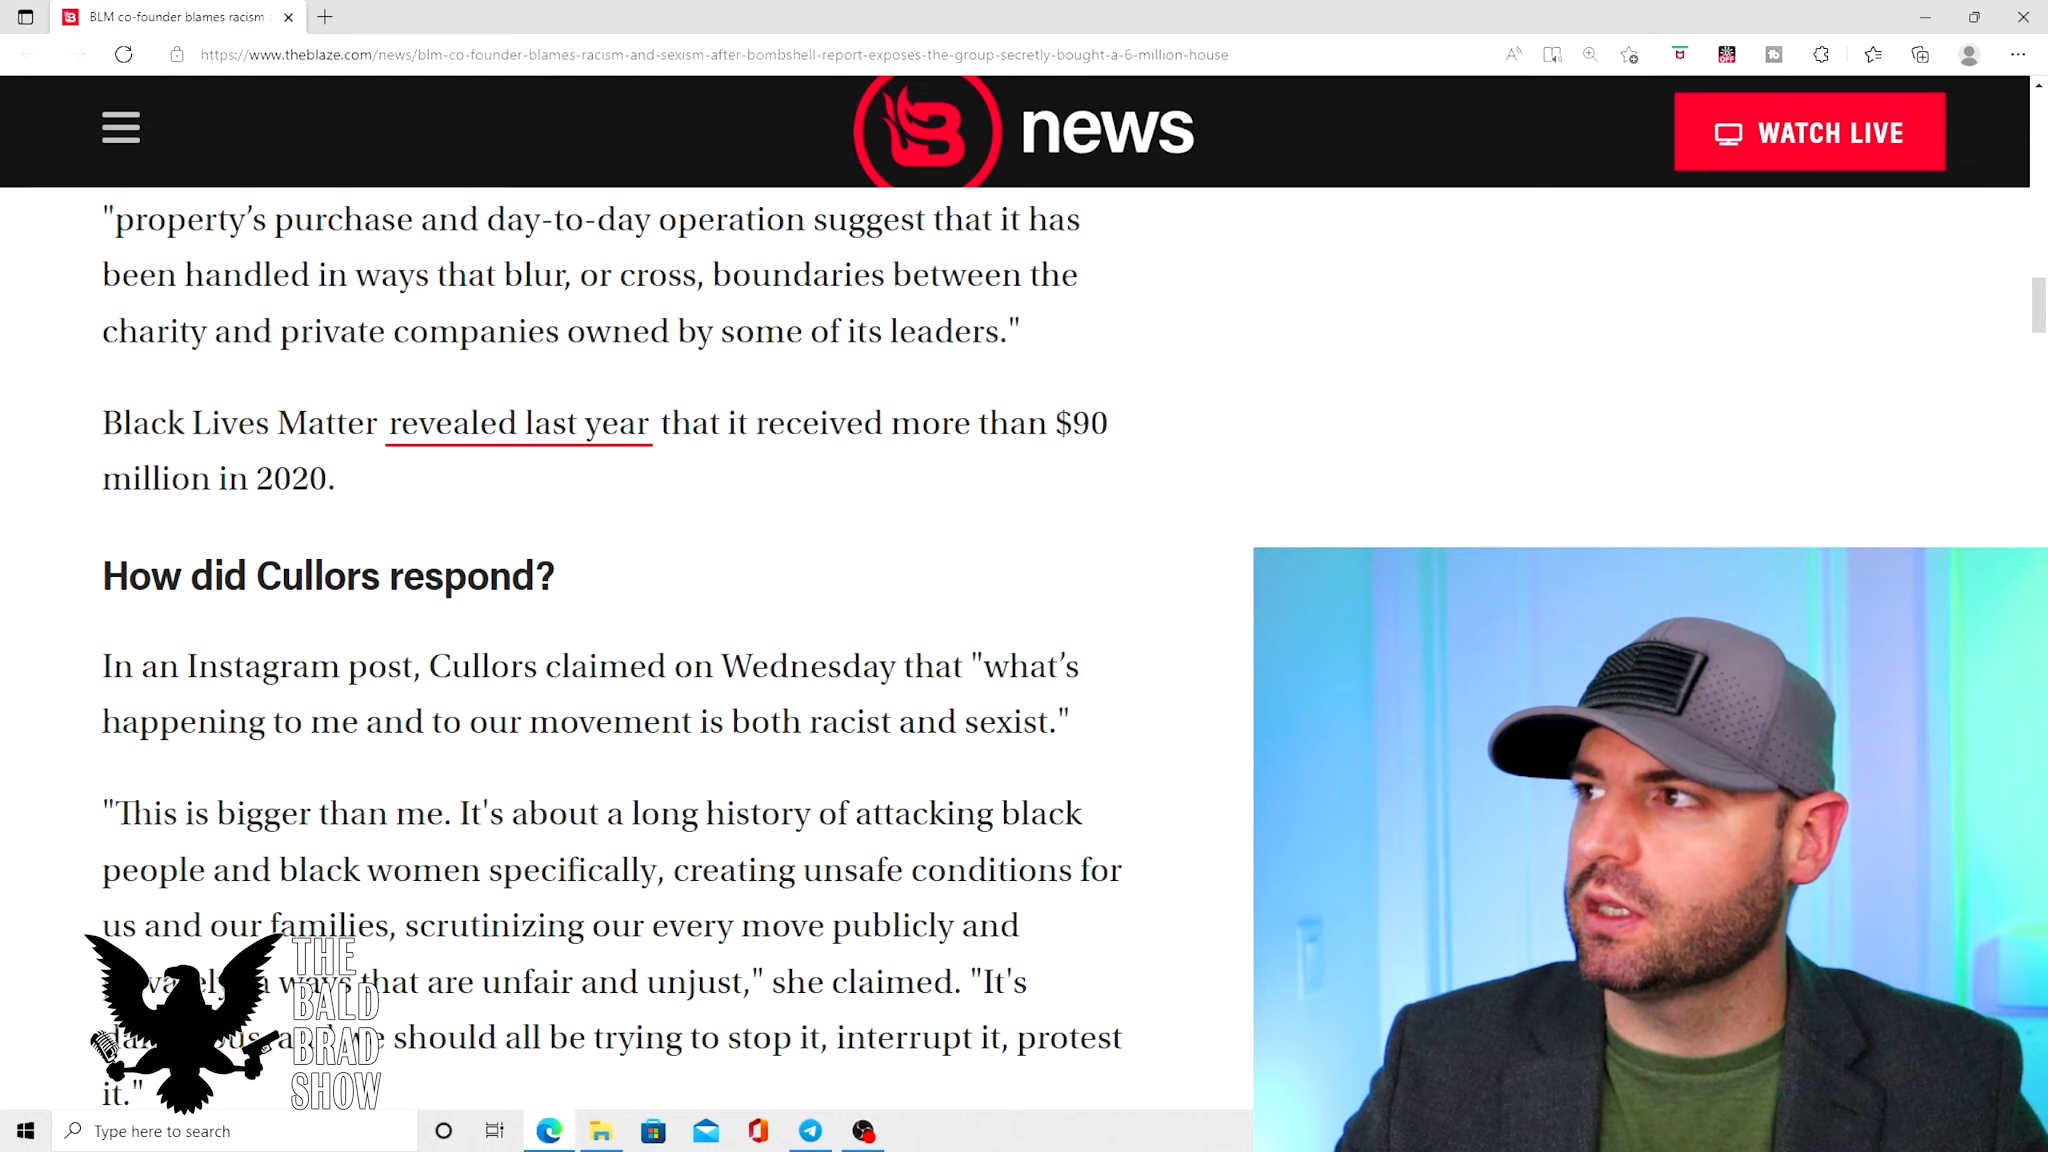 BLM co-founder blames racism
https://www.theblaze.com/news/blm-co-founder-blames-racism-and-sexism-after-bombshell-report-exposes-the-group-secretly-bought-a-6-million-house
OFF
news
WATCH LIVE
"property’s purchase and day-to-day operation suggest that it has
been handled in ways that blur, or cross, boundaries between the
charity and private companies owned by some of its leaders."
Black Lives Matter revealed last year that it received more than $90
million in 2020.
How did Cullors respond?
In an Instagram post, Cullors claimed on Wednesday that "what’s
happening to me and to our movement is both racist and sexist."
"This is bigger than me. It's about a long history of attacking black
people and black women specifically, creating unsafe conditions for
us and our families, scrutinizing our every move publicly and
ways that are unfair and unjust," she claimed. "It's
should all be trying to stop it, interrupt it, protest
it."
THE
BALD
BRAD
SHOW
Type here to search